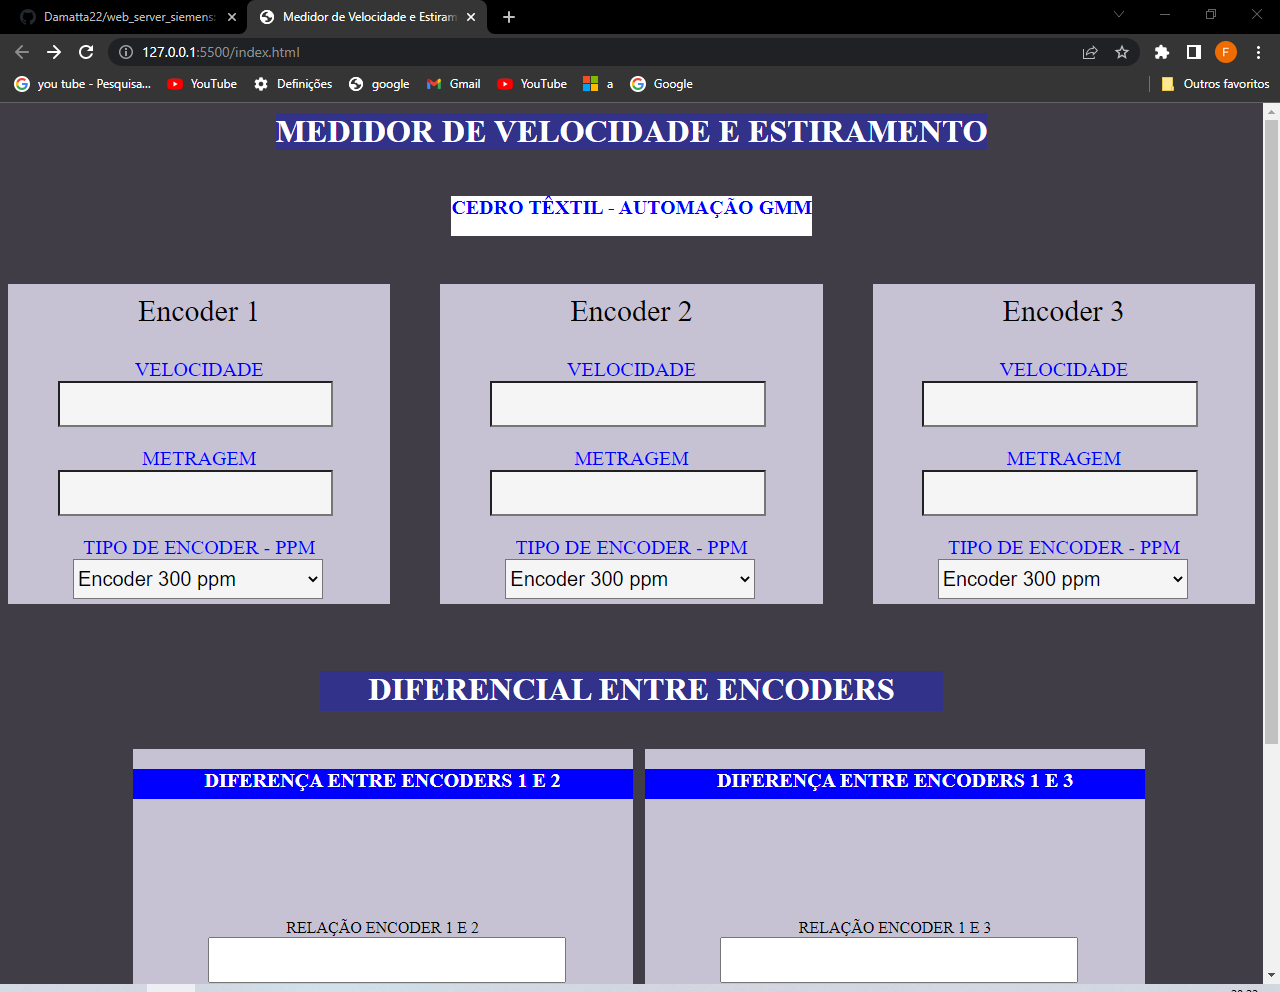 Damatta22/web_server_siemens
Medidor de Velocidade e Estiram
127.0.0.1:5500/index.html
F
you tube - Pesquisa...
YouTube
Definições
google
Gmail
YouTube
a
Google
Outros favoritos
MEDIDOR DE VELOCIDADE E ESTIRAMENTO
CEDRO TÊXTIL - AUTOMAÇÃO GMM
Encoder 1
Encoder 2
Encoder 3
VELOCIDADE
VELOCIDADE
VELOCIDADE
METRAGEM
METRAGEM
METRAGEM
TIPO DE ENCODER - PPM
TIPO DE ENCODER - PPM
TIPO DE ENCODER - PPM
Encoder 300 ppm
Encoder 300 ppm
Encoder 300 ppm
DIFERENCIAL ENTRE ENCODERS
DIFERENÇA ENTRE ENCODERS 1 E 2
DIFERENÇA ENTRE ENCODERS 1 E 3
RELAÇÃO ENCODER 1 E 2
RELAÇÃO ENCODER 1 E 3